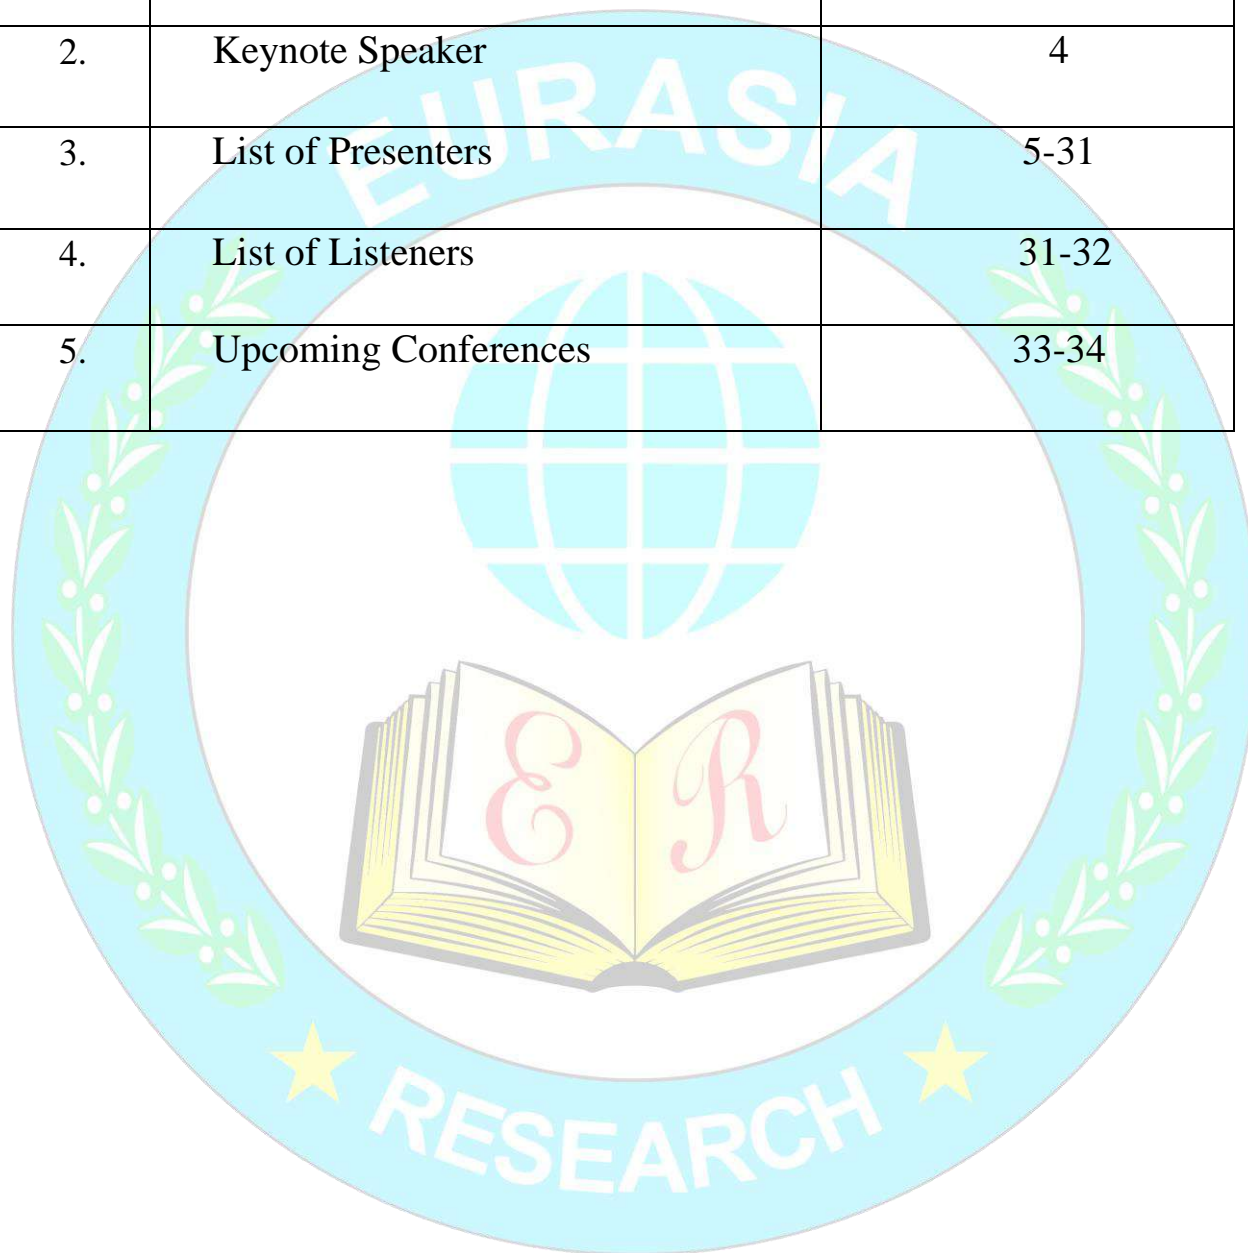 2. Keynote Speaker 4
3. List of Presenters 5-31
4. List of Listeners 31-32
5. Upcoming Conferences 33-34
EURASIA
E R
RESEARCH